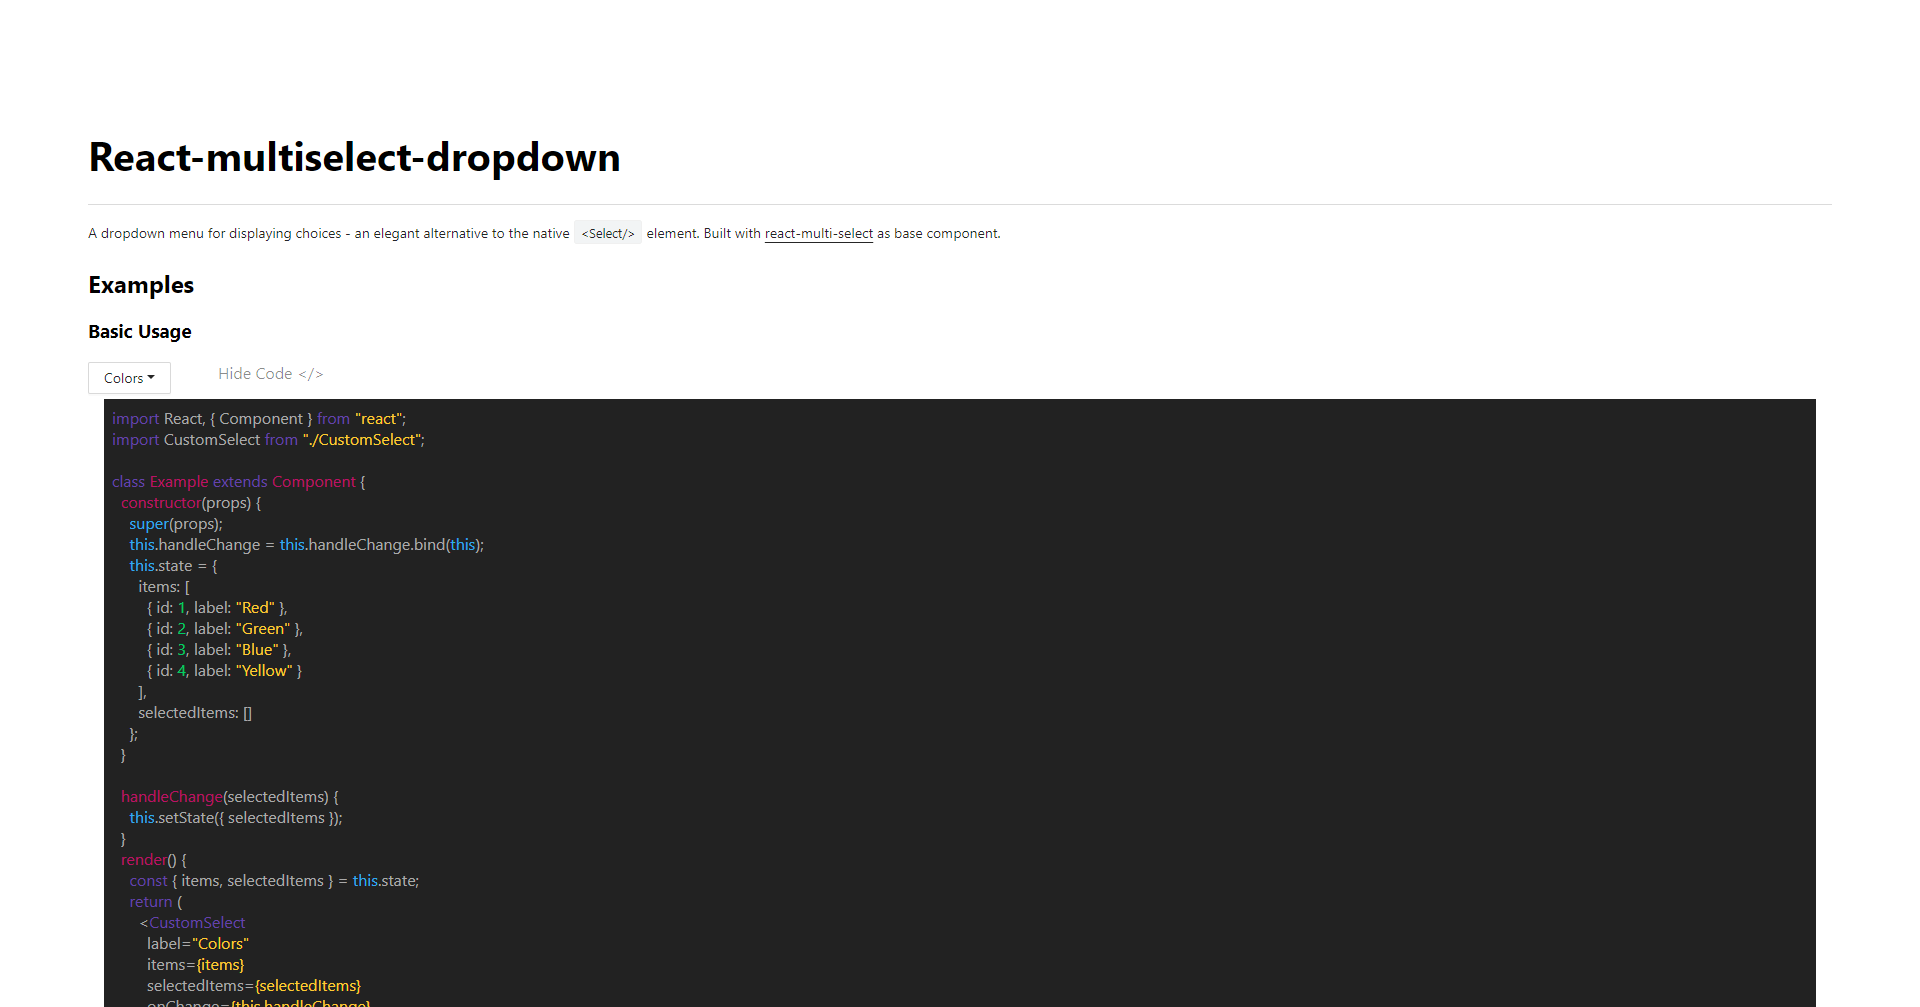 React-multiselect-dropdown
A dropdown menu for displaying choices - an elegant alternative to the native <Select/> element. Built with react-multi-select as base component.
Examples
Basic Usage
Colors Hide Code </>
import React, { Component } from "react";
import CustomSelect from "./CustomSelect";
class Example extends Component {
constructor(props) {
super(props);
this.handleChange = this.handleChange.bind(this);
this.state = {
items: [
{ id: 1, label: "Red" },
{ id: 2, label: "Green" },
{ id: 3, label: "Blue" },
{ id: 4, label: "Yellow" }
],
selectedItems: []
};
}
handleChange(selectedItems) {
this.setState({ selectedItems });
}
render() {
const { items, selectedItems } = this.state;
return (
<CustomSelect
label="Colors"
items={items}
selectedItems={selectedItems}
onChange={this.handleChange}